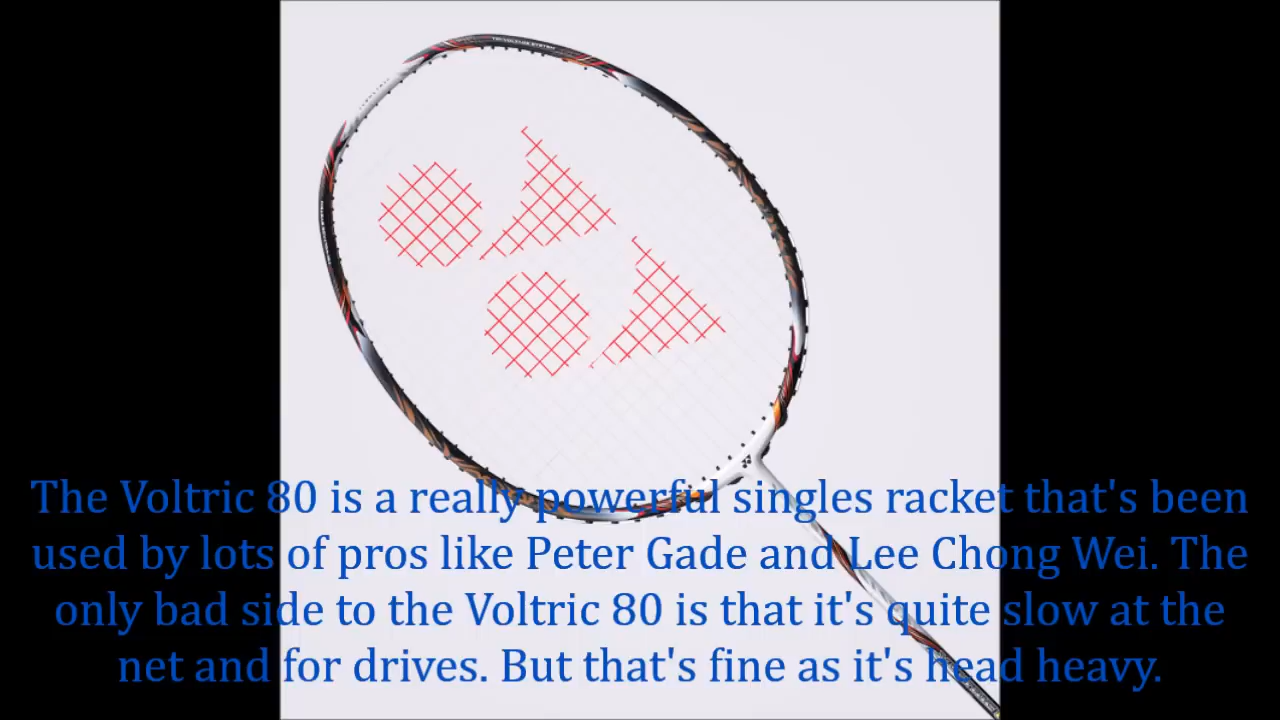 The Voltric 80 is a really powerful singles racket that's been
used by lots of pros like Peter Gade and Lee Chong Wei. The
only bad side to the Voltric 80 is that it's quite slow at the
net and for drives. But that's fine as it's head heavy.